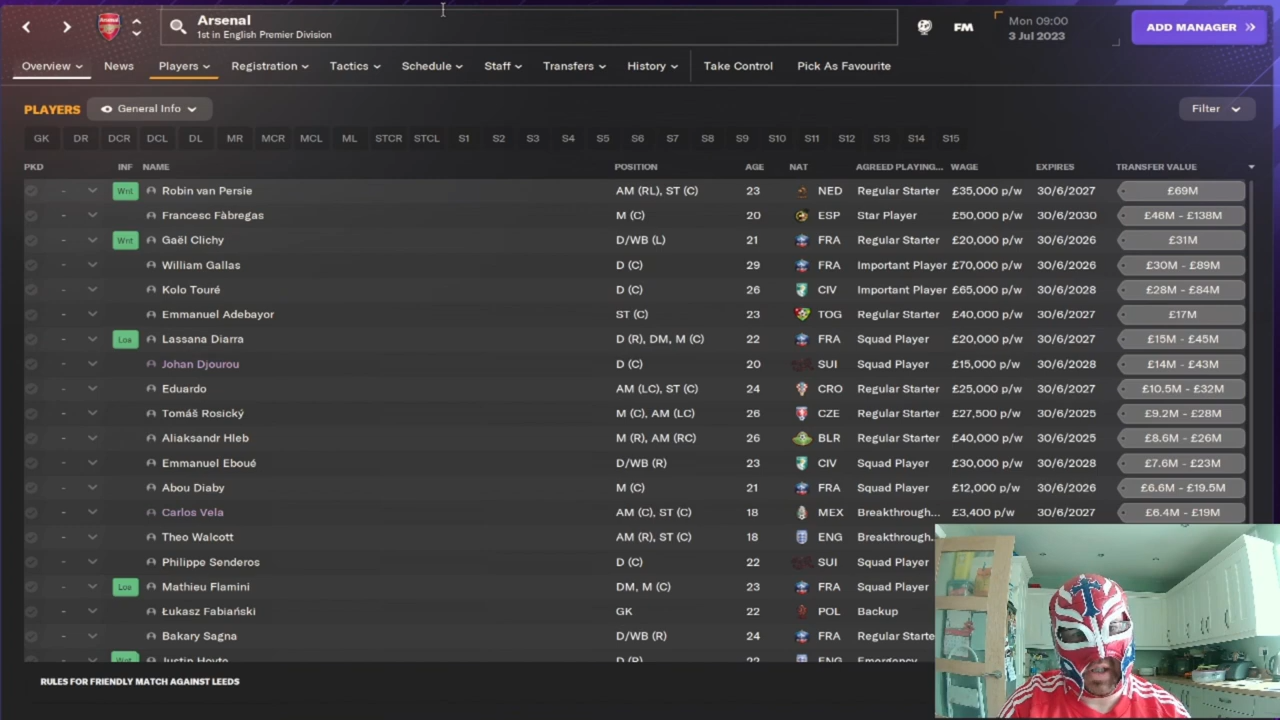 Arsenal
1st in English Premier Division
FM
Mon 09:00
3 Jul 2023
ADD MANAGER
Overview News Players Registration Tactics Schedule Staff Transfers History Take Control Pick As Favourite
PLAYERS General Info Filter
GK DR DCR DCL DL MR MCR MCL ML STCR STCL S1 S2 S3 S4 S5 S6 S7 S8 S9 S10 S11 S12 S13 S14 S15
PKD INF NAME POSITION AGE NAT AGREED PLAYING... WAGE EXPIRES TRANSFER VALUE
- Wnt Robin van Persie AM (RL), ST (C) 23 NED Regular Starter £35,000 p/w 30/6/2027 £69M
- Francesc Fàbregas M (C) 20 ESP Star Player £50,000 p/w 30/6/2030 £46M - £138M
- Wnt Gaël Clichy D/WB (L) 21 FRA Regular Starter £20,000 p/w 30/6/2026 £31M
- William Gallas D (C) 29 FRA Important Player £70,000 p/w 30/6/2026 £30M - £89M
- Kolo Touré D (C) 26 CIV Important Player £65,000 p/w 30/6/2028 £28M - £84M
- Emmanuel Adebayor ST (C) 23 TOG Regular Starter £40,000 p/w 30/6/2027 £17M
- Loa Lassana Diarra D (R), DM, M (C) 22 FRA Squad Player £20,000 p/w 30/6/2027 £15M - £45M
- Johan Djourou D (C) 20 SUI Squad Player £15,000 p/w 30/6/2028 £14M - £43M
- Eduardo AM (LC), ST (C) 24 CRO Regular Starter £25,000 p/w 30/6/2027 £10.5M - £32M
- Tomáš Rosický M (C), AM (LC) 26 CZE Regular Starter £27,500 p/w 30/6/2025 £9.2M - £28M
- Aliaksandr Hleb M (R), AM (RC) 26 BLR Regular Starter £40,000 p/w 30/6/2025 £8.6M - £26M
- Emmanuel Eboué D/WB (R) 23 CIV Squad Player £30,000 p/w 30/6/2028 £7.6M - £23M
- Abou Diaby M (C) 21 FRA Squad Player £12,000 p/w 30/6/2026 £6.6M - £19.5M
- Carlos Vela AM (C), ST (C) 18 MEX Breakthrough... £3,400 p/w 30/6/2027 £6.4M - £19M
- Theo Walcott AM (R), ST (C) 18 ENG Breakthrough...
- Philippe Senderos D (C) 22 SUI Squad Player
- Loa Mathieu Flamini DM, M (C) 23 FRA Squad Player
- Łukasz Fabiański GK 22 POL Backup
- Bakary Sagna D/WB (R) 24 FRA Regular Starte
- Wnt Justin Hoyte D (R) 22 ENG Emergency
RULES FOR FRIENDLY MATCH AGAINST LEEDS